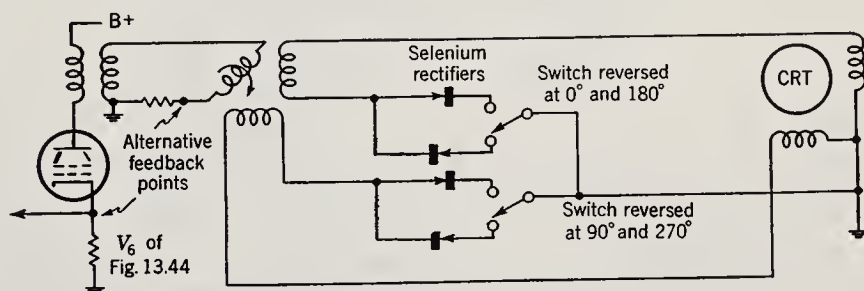 B+
Selenium
rectifiers
Switch reversed
at 0° and 180°
CRT
Alternative
feedback
points
Switch reversed
at 90° and 270°
V6 of
Fig. 13.44